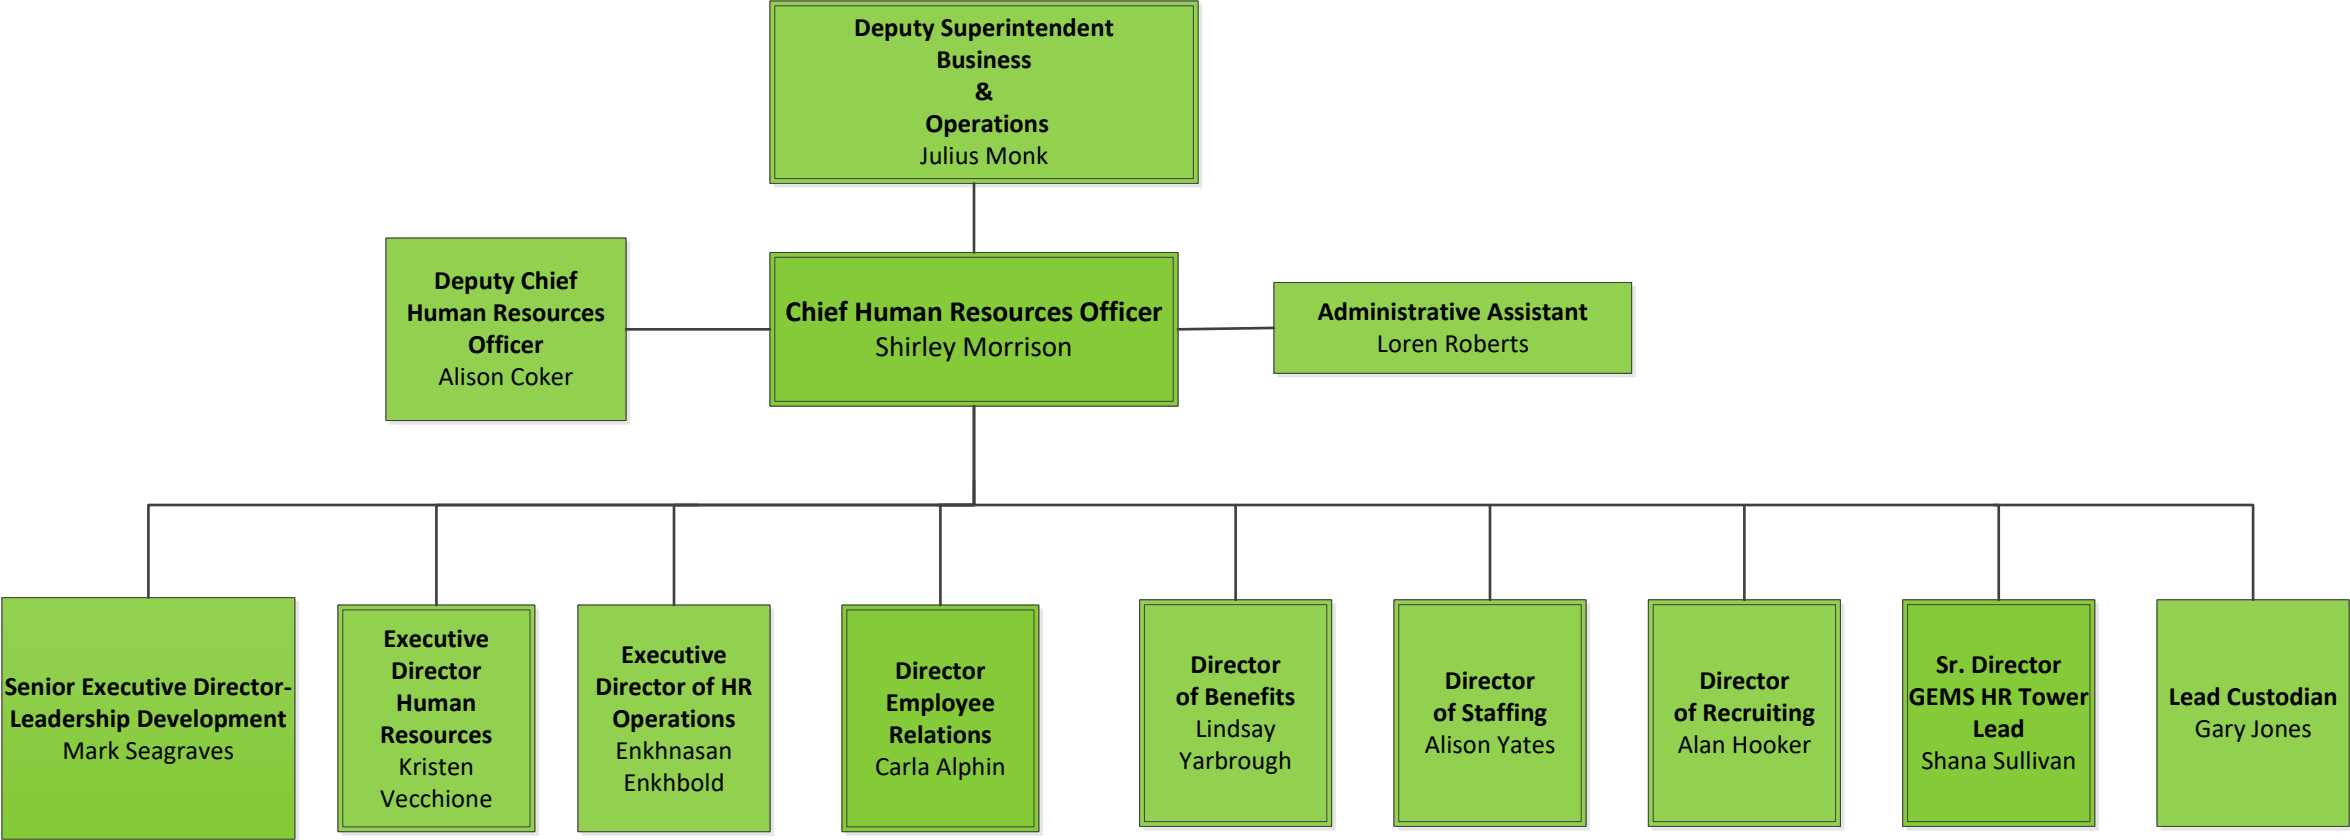 Deputy Superintendent
Business
&
Operations
Julius Monk
Deputy Chief
Human Resources
Officer
Alison Coker
Chief Human Resources Officer
Shirley Morrison
Administrative Assistant
Loren Roberts
Senior Executive Director-
Leadership Development
Mark Seagraves
Executive
Director
Human
Resources
Kristen
Vecchione
Executive
Director of HR
Operations
Enkhnasan
Enkhbold
Director
Employee
Relations
Carla Alphin
Director
of Benefits
Lindsay
Yarbrough
Director
of Staffing
Alison Yates
Director
of Recruiting
Alan Hooker
Sr. Director
GEMS HR Tower
Lead
Shana Sullivan
Lead Custodian
Gary Jones